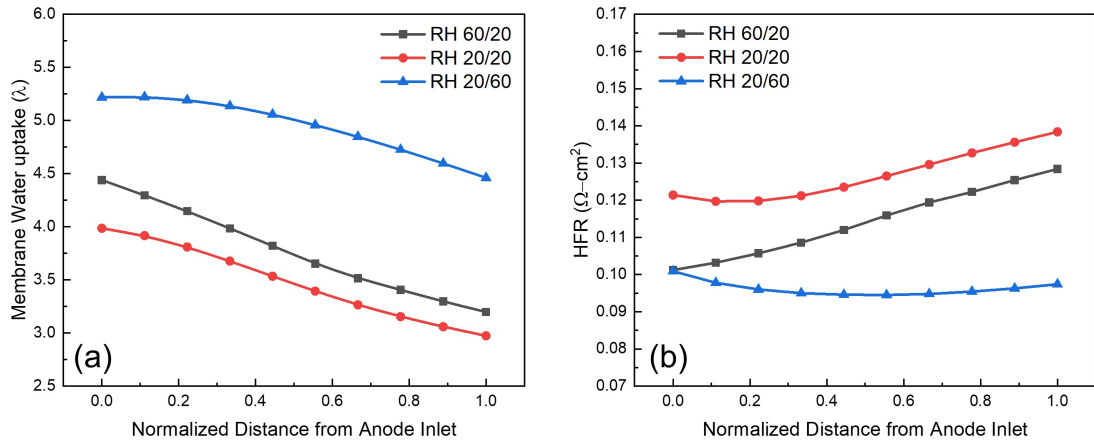 6.0
5.5
5.0
4.5
4.0
3.5
3.0
2.5
Membrane Water uptake (λ)
RH 60/20
RH 20/20
RH 20/60
(a)
0.0 0.2 0.4 0.6 0.8 1.0
Normalized Distance from Anode Inlet
0.17
0.16
0.15
0.14
0.13
0.12
0.11
0.10
0.09
0.08
0.07
HFR (Ω–cm²)
RH 60/20
RH 20/20
RH 20/60
(b)
0.0 0.2 0.4 0.6 0.8 1.0
Normalized Distance from Anode Inlet